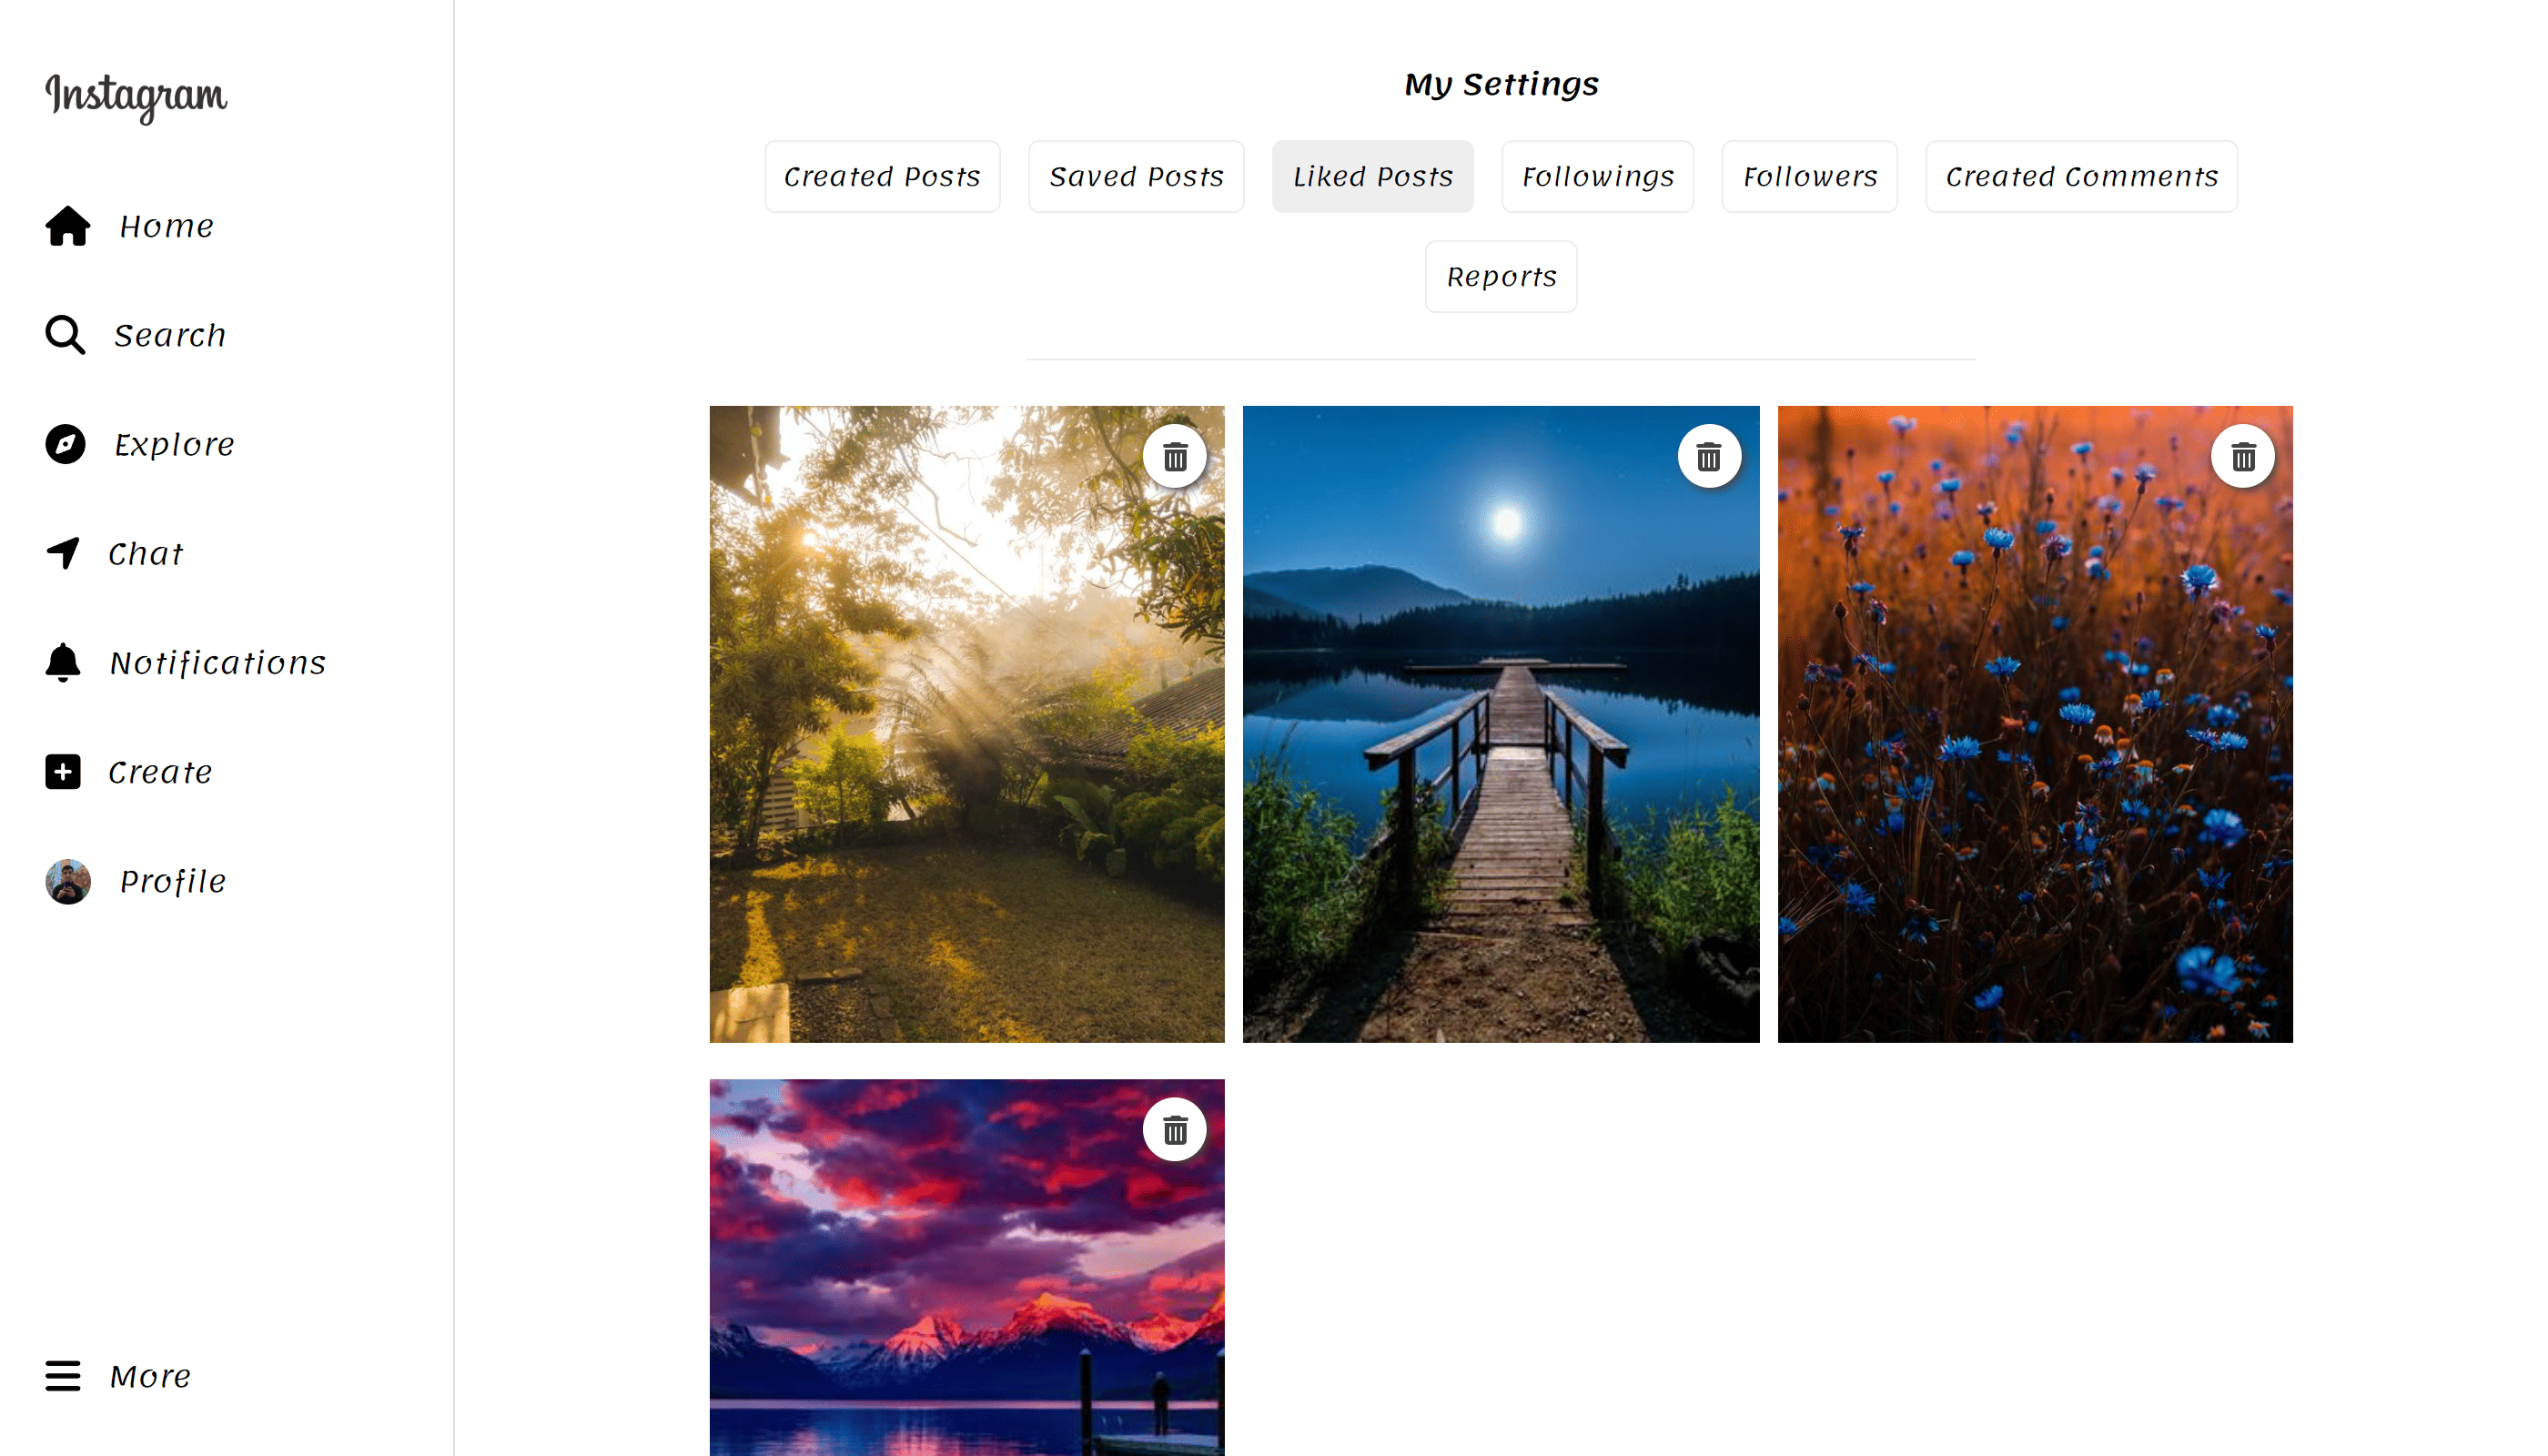 Instagram
Home
Search
Explore
Chat
Notifications
Create
Profile
More
My Settings
Created Posts
Saved Posts
Liked Posts
Followings
Followers
Created Comments
Reports